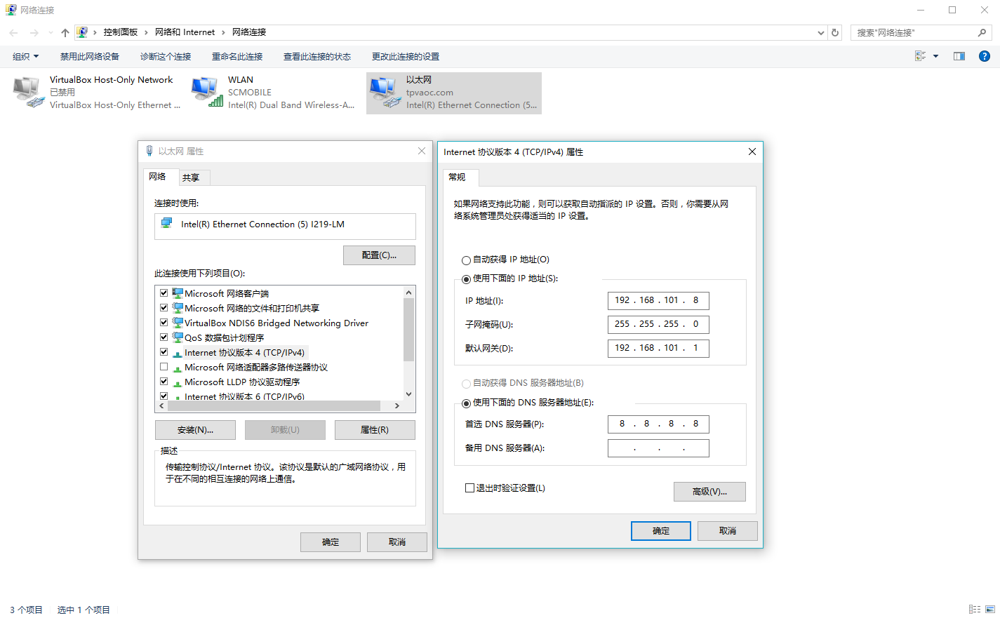 网络连接
控制面板 › 网络和 Internet › 网络连接
搜索"网络连接"
组织 禁用此网络设备 诊断这个连接 重命名此连接 查看此连接的状态 更改此连接的设置
VirtualBox Host-Only Network
已禁用
VirtualBox Host-Only Ethernet ...
WLAN
SCMOBILE
Intel(R) Dual Band Wireless-A...
以太网
tpvaoc.com
Intel(R) Ethernet Connection (5...
以太网 属性
网络 共享
连接时使用:
Intel(R) Ethernet Connection (5) I219-LM
配置(C)...
此连接使用下列项目(O):
Microsoft 网络客户端
Microsoft 网络的文件和打印机共享
VirtualBox NDIS6 Bridged Networking Driver
QoS 数据包计划程序
Internet 协议版本 4 (TCP/IPv4)
Microsoft 网络适配器多路传送器协议
Microsoft LLDP 协议驱动程序
Internet 协议版本 6 (TCP/IPv6)
安装(N)... 卸载(U) 属性(R)
描述
传输控制协议/Internet 协议。该协议是默认的广域网络协议，用
于在不同的相互连接的网络上通信。
确定 取消
Internet 协议版本 4 (TCP/IPv4) 属性
常规
如果网络支持此功能，则可以获取自动指派的 IP 设置。否则，你需要从网
络系统管理员处获得适当的 IP 设置。
自动获得 IP 地址(O)
使用下面的 IP 地址(S):
IP 地址(I): 192 . 168 . 101 . 8
子网掩码(U): 255 . 255 . 255 . 0
默认网关(D): 192 . 168 . 101 . 1
自动获得 DNS 服务器地址(B)
使用下面的 DNS 服务器地址(E):
首选 DNS 服务器(P): 8 . 8 . 8 . 8
备用 DNS 服务器(A): . . .
退出时验证设置(L)
高级(V)...
确定 取消
3 个项目 选中 1 个项目